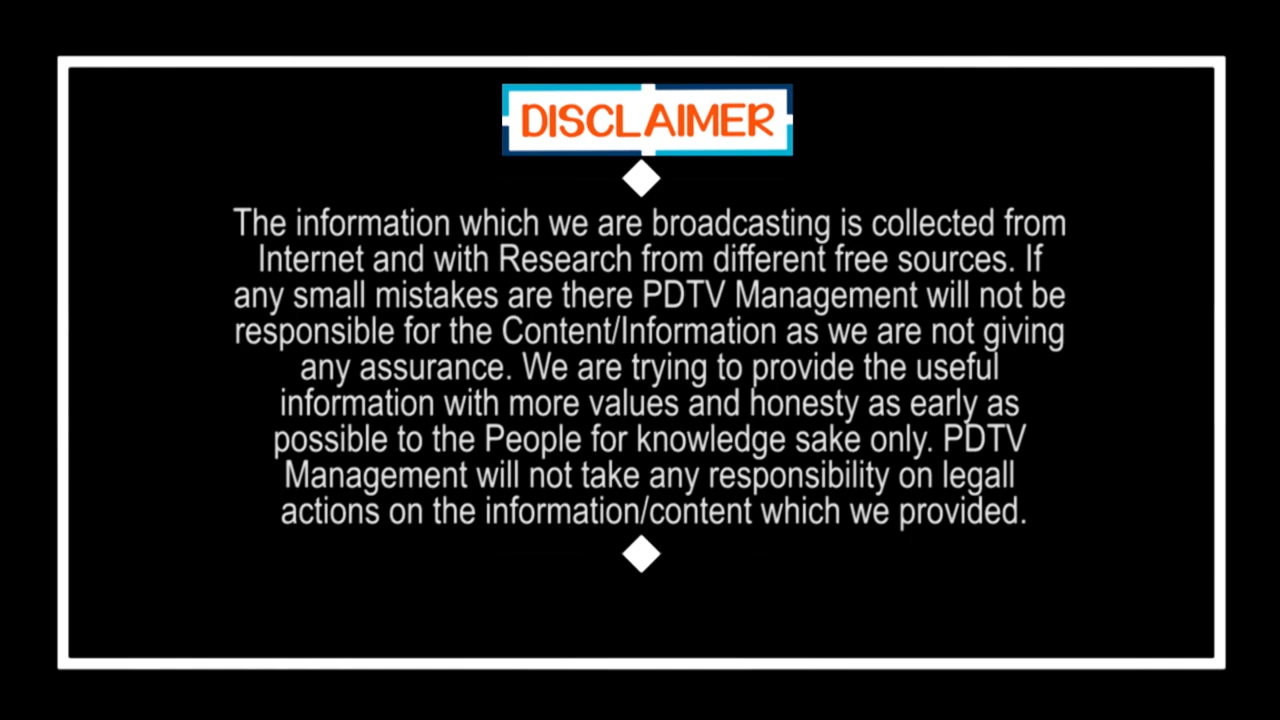 DISCLAIMER
The information which we are broadcasting is collected from
Internet and with Research from different free sources. If
any small mistakes are there PDTV Management will not be
responsible for the Content/Information as we are not giving
any assurance. We are trying to provide the useful
information with more values and honesty as early as
possible to the People for knowledge sake only. PDTV
Management will not take any responsibility on legall
actions on the information/content which we provided.